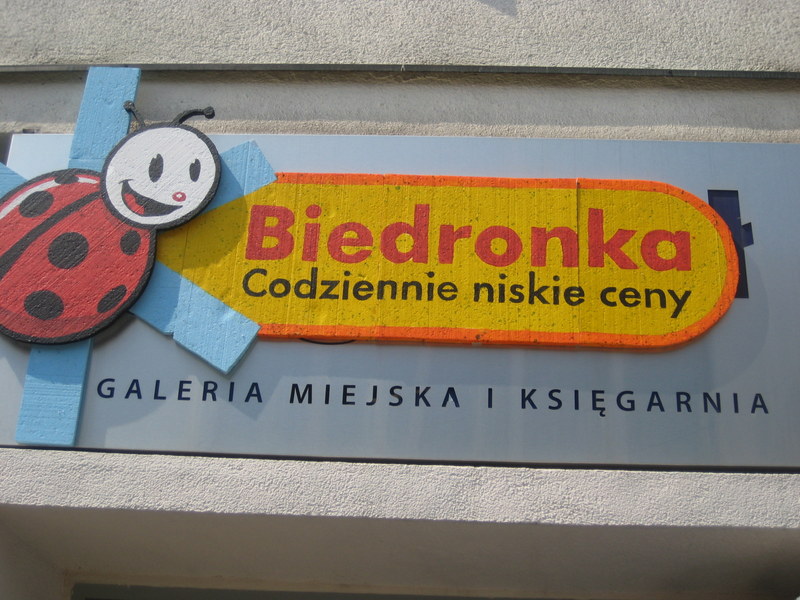 Biedronka
Codziennie niskie ceny
GALERIA MIEJSKA I KSIĘGARNIA